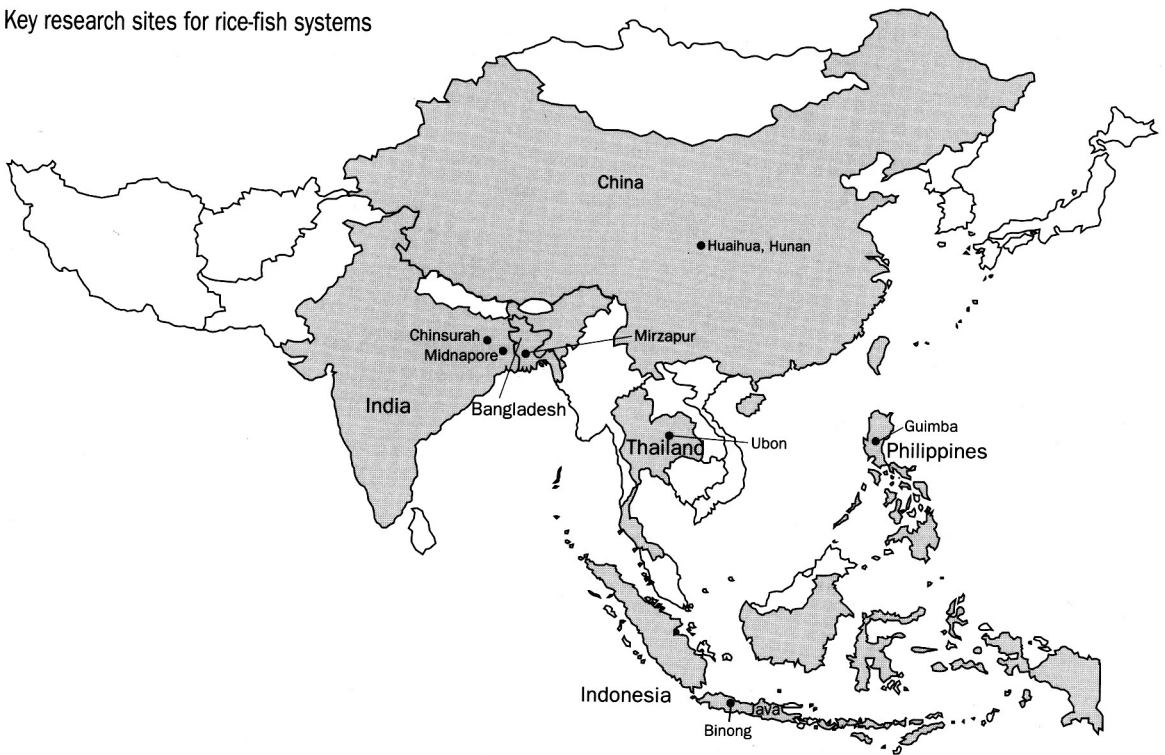 Key research sites for rice-fish systems
China
Huaihua, Hunan
Chinsurah
Mirzapur
Midnapore
India
Bangladesh
Guimba
Ubon
Thailand
Philippines
Indonesia
Java
Binong